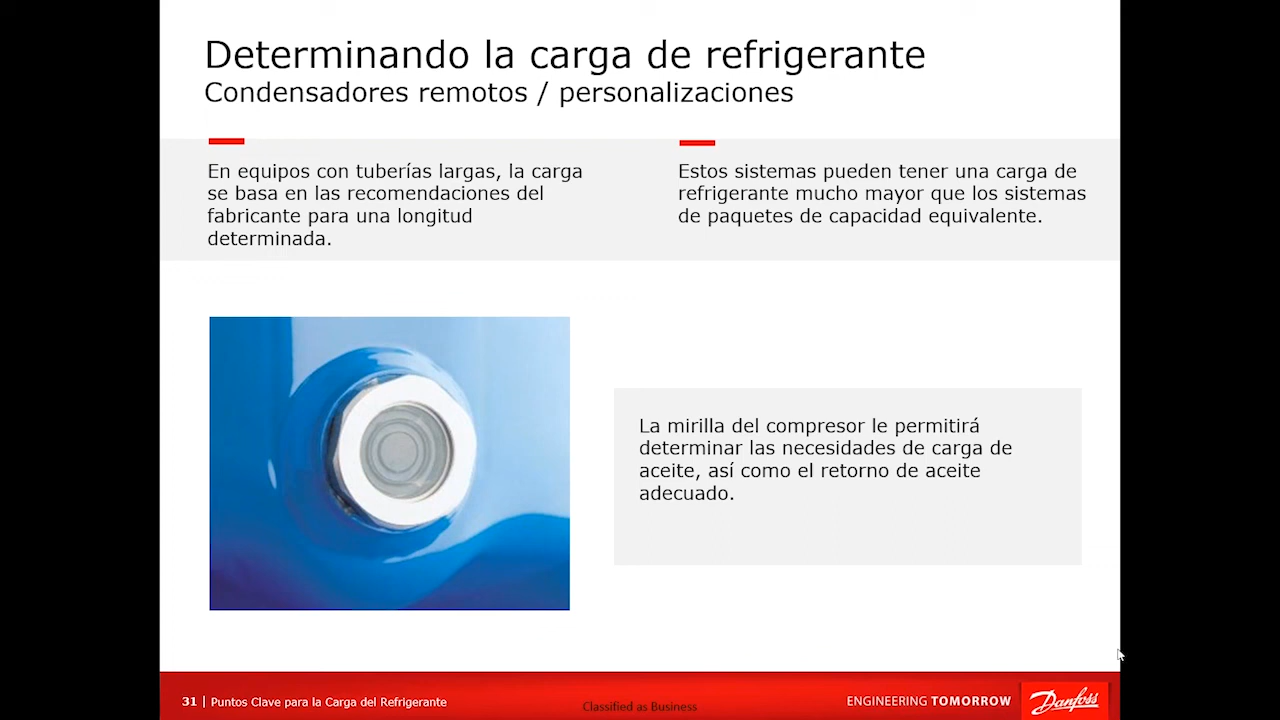 Determinando la carga de refrigerante
Condensadores remotos / personalizaciones
En equipos con tuberías largas, la carga
se basa en las recomendaciones del
fabricante para una longitud
determinada.
Estos sistemas pueden tener una carga de
refrigerante mucho mayor que los sistemas
de paquetes de capacidad equivalente.
La mirilla del compresor le permitirá
determinar las necesidades de carga de
aceite, así como el retorno de aceite
adecuado.
31 | Puntos Clave para la Carga del Refrigerante
Classified as Business
ENGINEERING TOMORROW
Danfoss